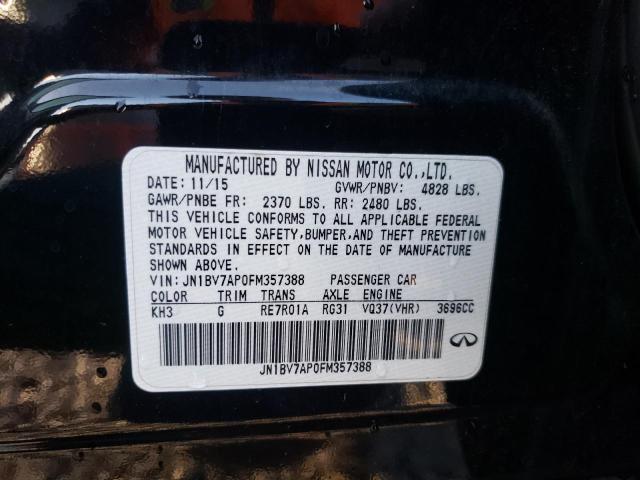 MANUFACTURED BY NISSAN MOTOR CO.,LTD.
DATE: 11/15 GVWR/PNBV: 4828 LBS.
GAWR/PNBE FR: 2370 LBS. RR: 2480 LBS.
THIS VEHICLE CONFORMS TO ALL APPLICABLE FEDERAL
MOTOR VEHICLE SAFETY,BUMPER,AND THEFT PREVENTION
STANDARDS IN EFFECT ON THE DATE OF MANUFACTURE
SHOWN ABOVE.
VIN: JN1BV7AP0FM357388 PASSENGER CAR
COLOR TRIM TRANS AXLE ENGINE
KH3 G RE7R01A RG31 VQ37(VHR) 3696CC
JN1BV7AP0FM357388